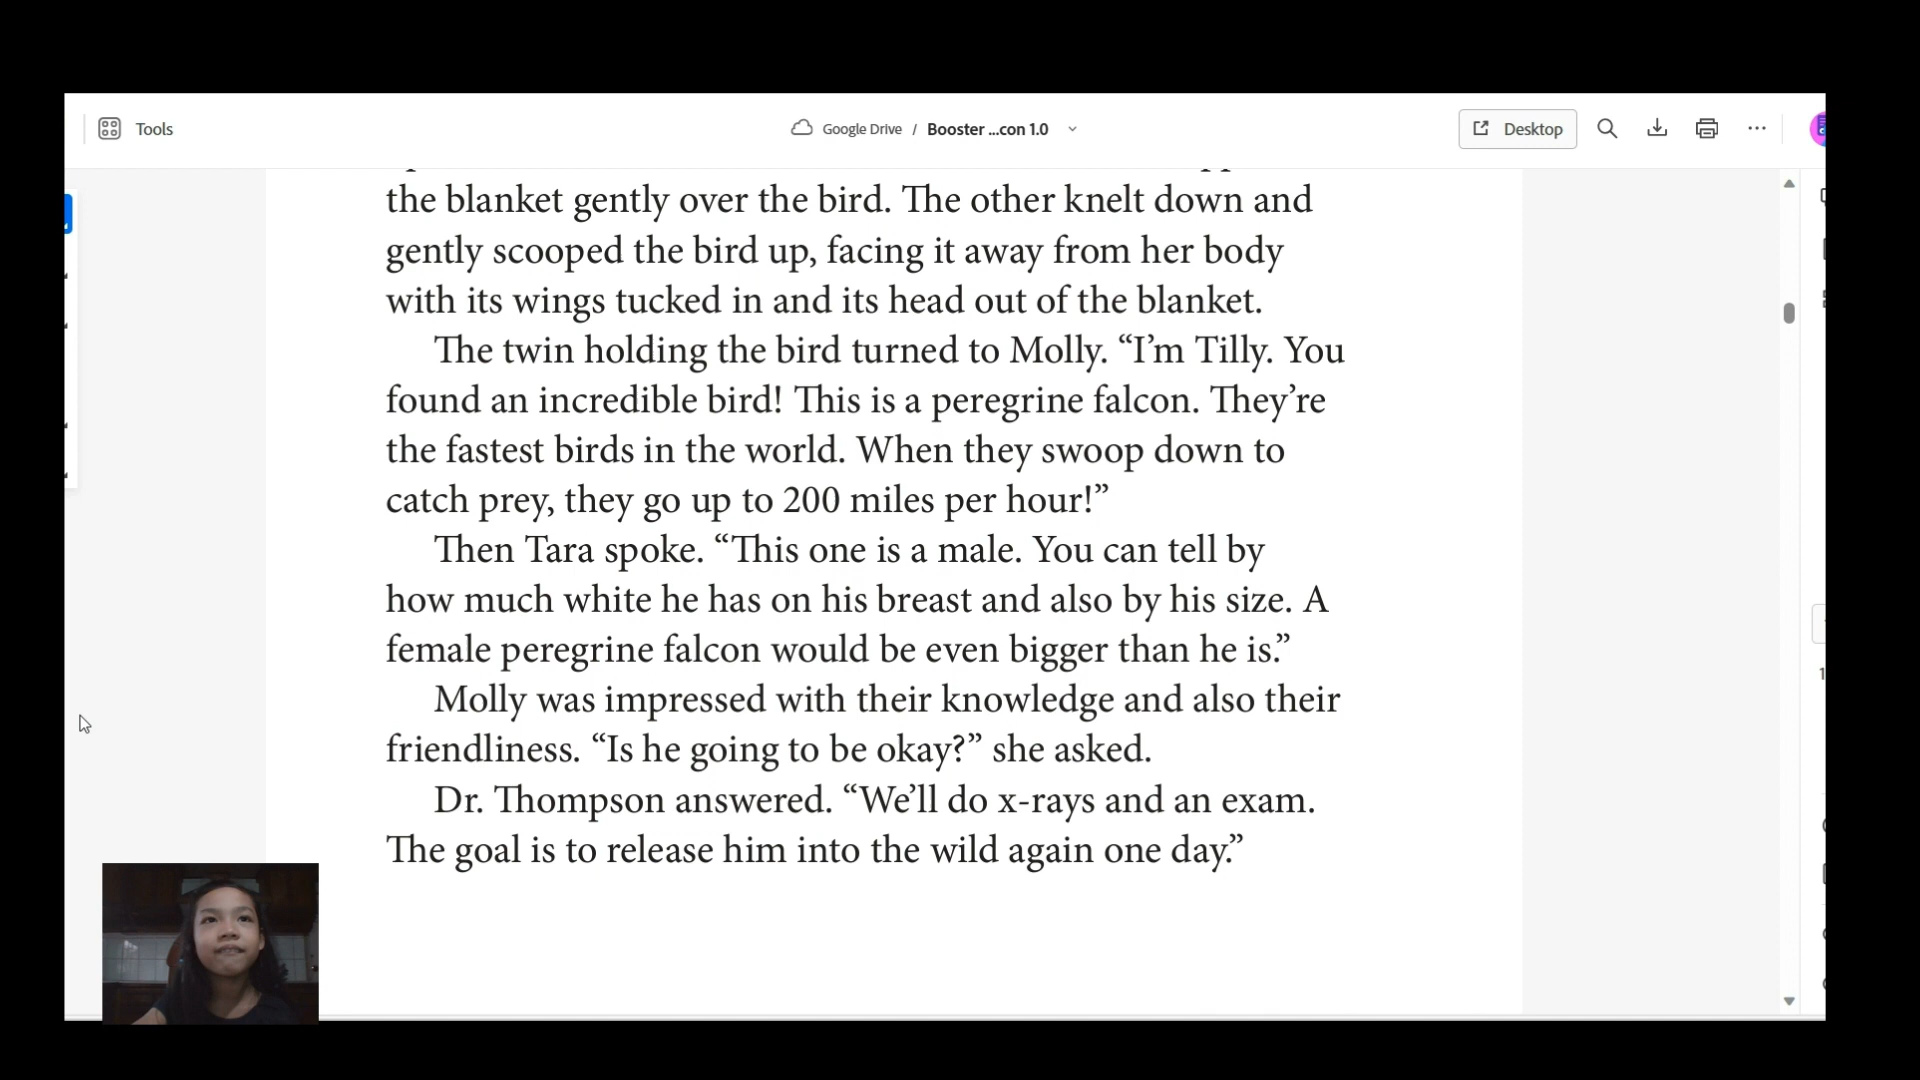 Tools
Google Drive / Booster ...con 1.0
Desktop
the blanket gently over the bird. The other knelt down and
gently scooped the bird up, facing it away from her body
with its wings tucked in and its head out of the blanket.
The twin holding the bird turned to Molly. “I’m Tilly. You
found an incredible bird! This is a peregrine falcon. They’re
the fastest birds in the world. When they swoop down to
catch prey, they go up to 200 miles per hour!”
Then Tara spoke. “This one is a male. You can tell by
how much white he has on his breast and also by his size. A
female peregrine falcon would be even bigger than he is.”
Molly was impressed with their knowledge and also their
friendliness. “Is he going to be okay?” she asked.
Dr. Thompson answered. “We’ll do x-rays and an exam.
The goal is to release him into the wild again one day.”